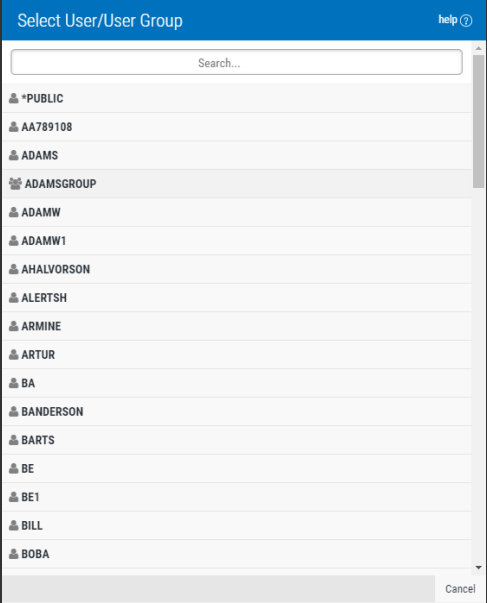 Select User/User Group
help ?
Search...
*PUBLIC
AA789108
ADAMS
ADAMSGROUP
ADAMW
ADAMW1
AHALVORSON
ALERTSH
ARMINE
ARTUR
BA
BANDERSON
BARTS
BE
BE1
BILL
BOBA
Cancel